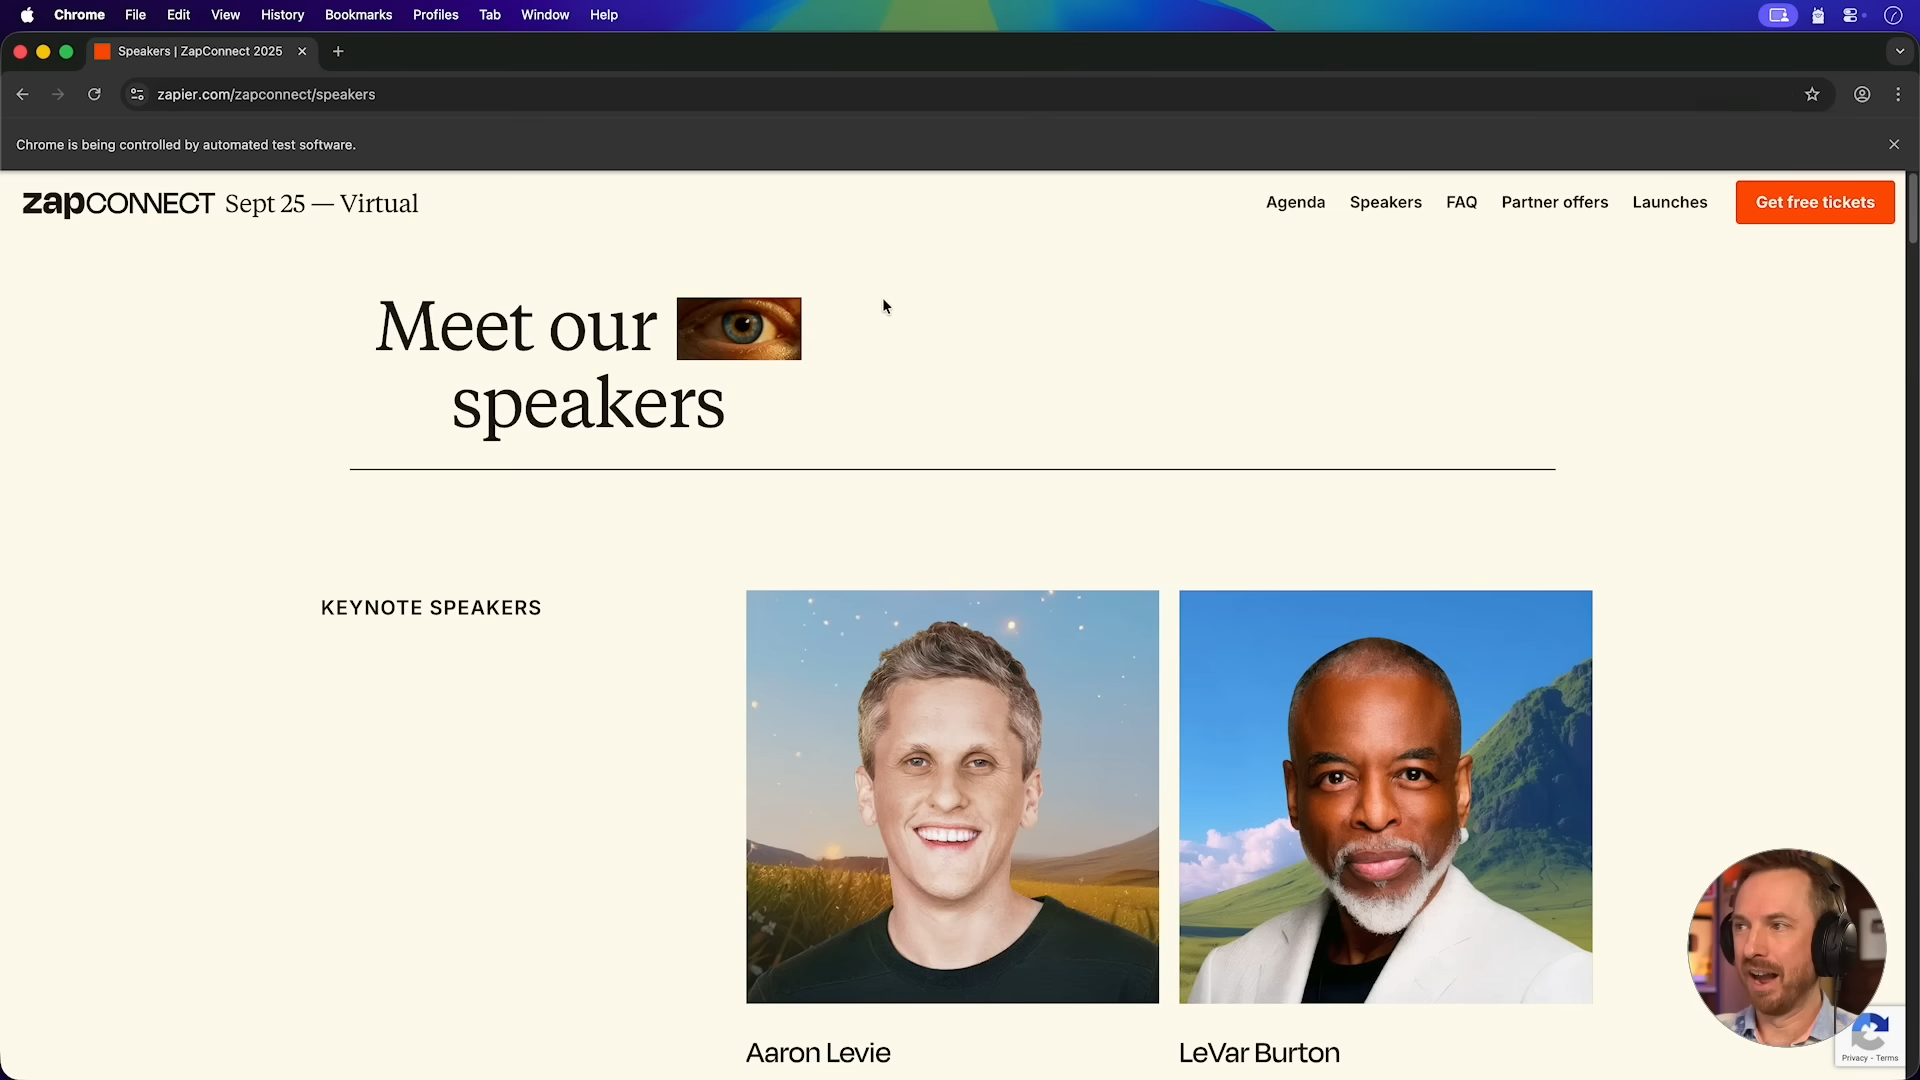 Chrome File Edit View History Bookmarks Profiles Tab Window Help
Speakers | ZapConnect 2025
zapier.com/zapconnect/speakers
Chrome is being controlled by automated test software.
zapCONNECT Sept 25 — Virtual
Agenda Speakers FAQ Partner offers Launches Get free tickets
Meet our
speakers
KEYNOTE SPEAKERS
Aaron Levie LeVar Burton
Privacy - Terms